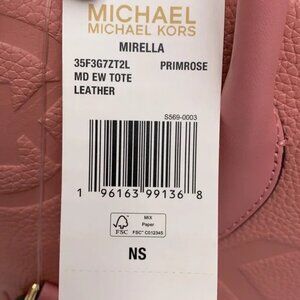 MICHAEL
MICHAEL KORS
MIRELLA
35F3G7ZT2L PRIMROSE
MD EW TOTE
LEATHER
S569-0003
1 96163 99136 8
FSC
MIX
Paper
FSC® C012345
NS